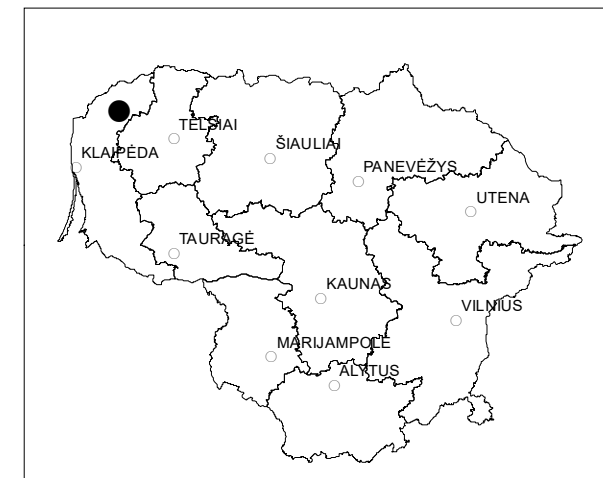 TELŠIAI
ŠIAULIAI
KLAIPĖDA
PANEVĖŽYS
UTENA
TAURAGĖ
KAUNAS
VILNIUS
MARIJAMPOLĖ
ALYTUS